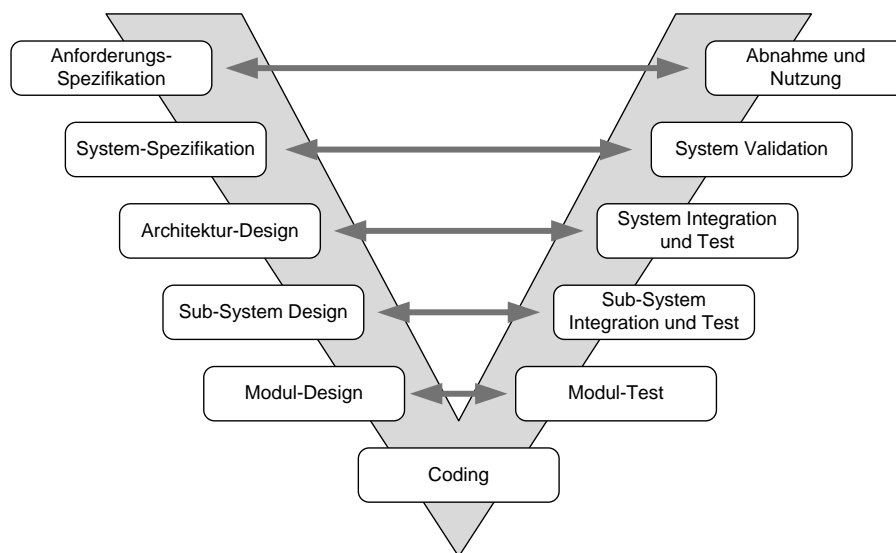 Anforderungs-
Spezifikation
Abnahme und
Nutzung
System-Spezifikation
System Validation
Architektur-Design
System Integration
und Test
Sub-System Design
Sub-System
Integration und Test
Modul-Design
Modul-Test
Coding